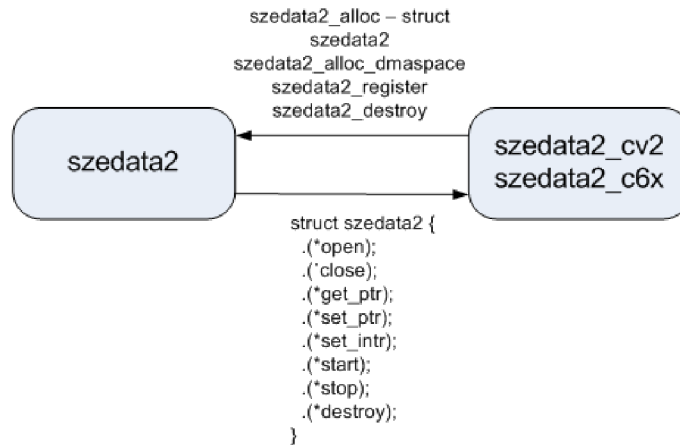 szedata2_alloc – struct
szedata2
szedata2_alloc_dmaspace
szedata2_register
szedata2_destroy
szedata2
szedata2_cv2
szedata2_c6x
struct szedata2 {
.(*open);
.(*close);
.(*get_ptr);
.(*set_ptr);
.(*set_intr);
.(*start);
.(*stop);
.(*destroy);
}